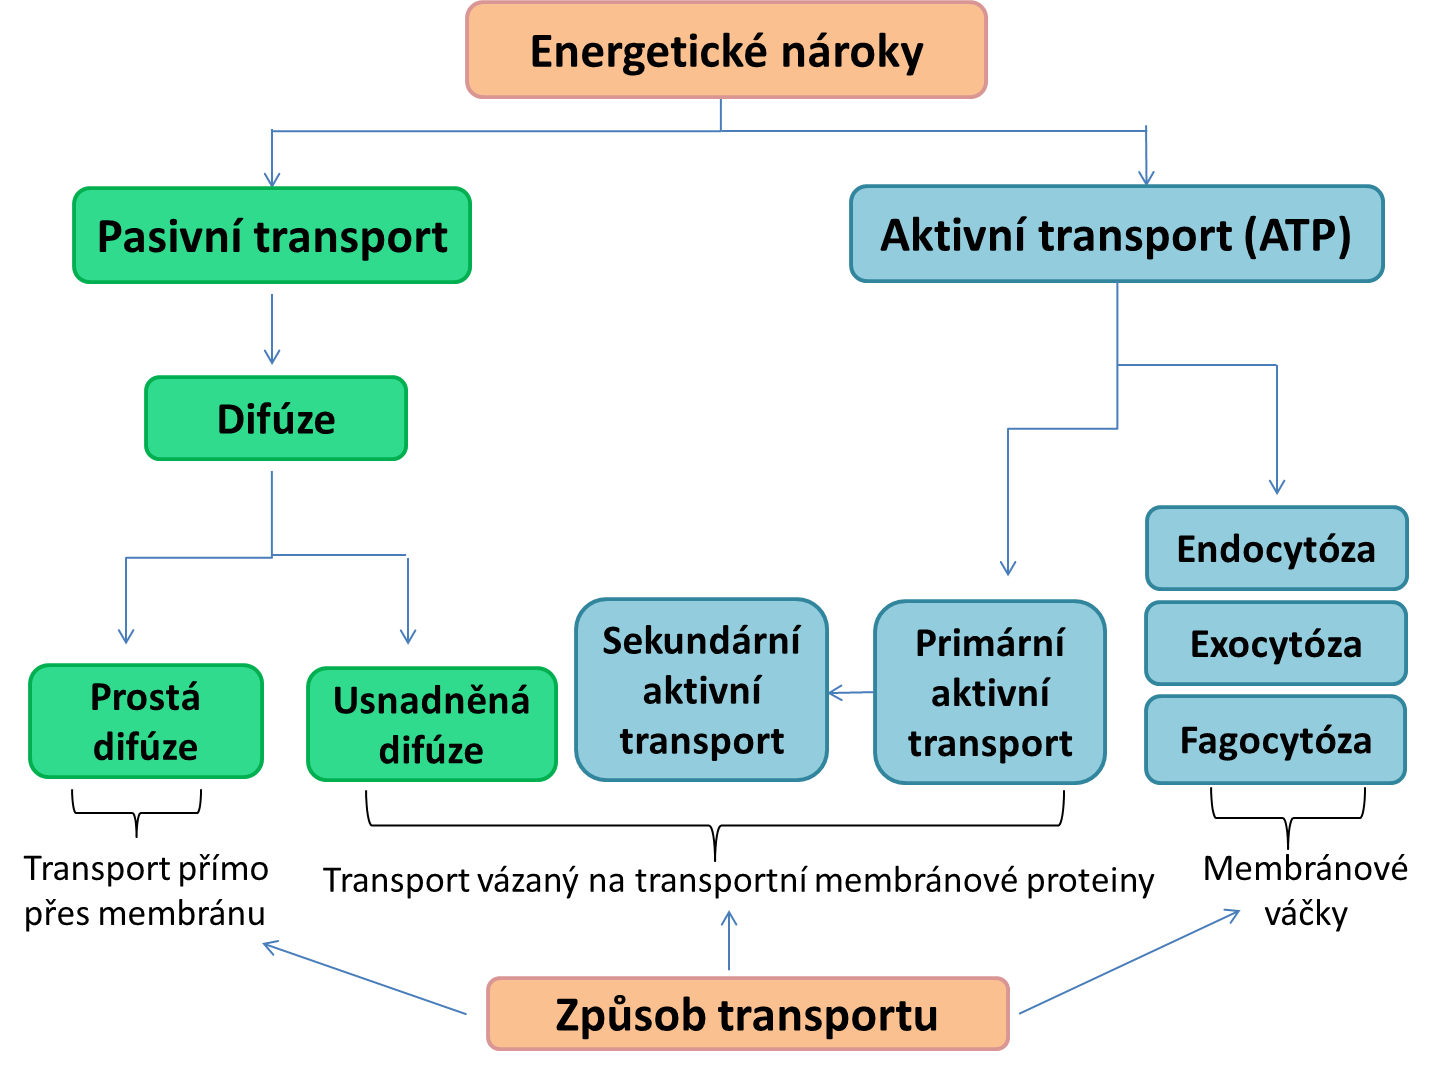 Energetické nároky
Pasivní transport
Aktivní transport (ATP)
Difúze
Prostá
difúze
Usnadněná
difúze
Sekundární
aktivní
transport
Primární
aktivní
transport
Endocytóza
Exocytóza
Fagocytóza
Transport přímo
přes membránu
Transport vázaný na transportní membránové proteiny
Membránové
váčky
Způsob transportu